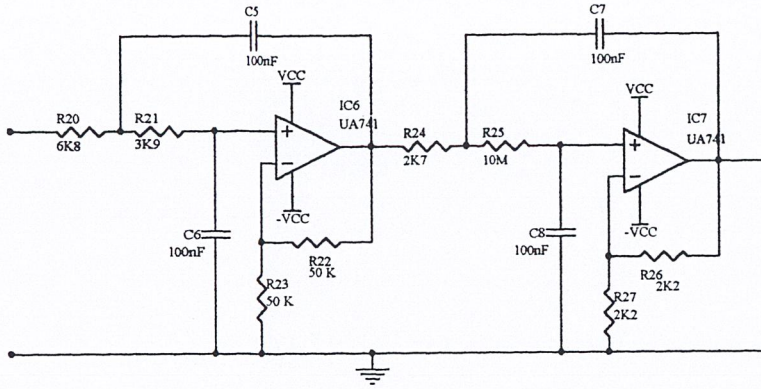 C5
100nF
C7
100nF
VCC
IC6
UA741
VCC
IC7
UA741
R20
6K8
R21
3K9
R24
2K7
R25
10M
+
−
+
−
-VCC
-VCC
C6
100nF
R22
50 K
R23
50 K
C8
100nF
R26
2K2
R27
2K2